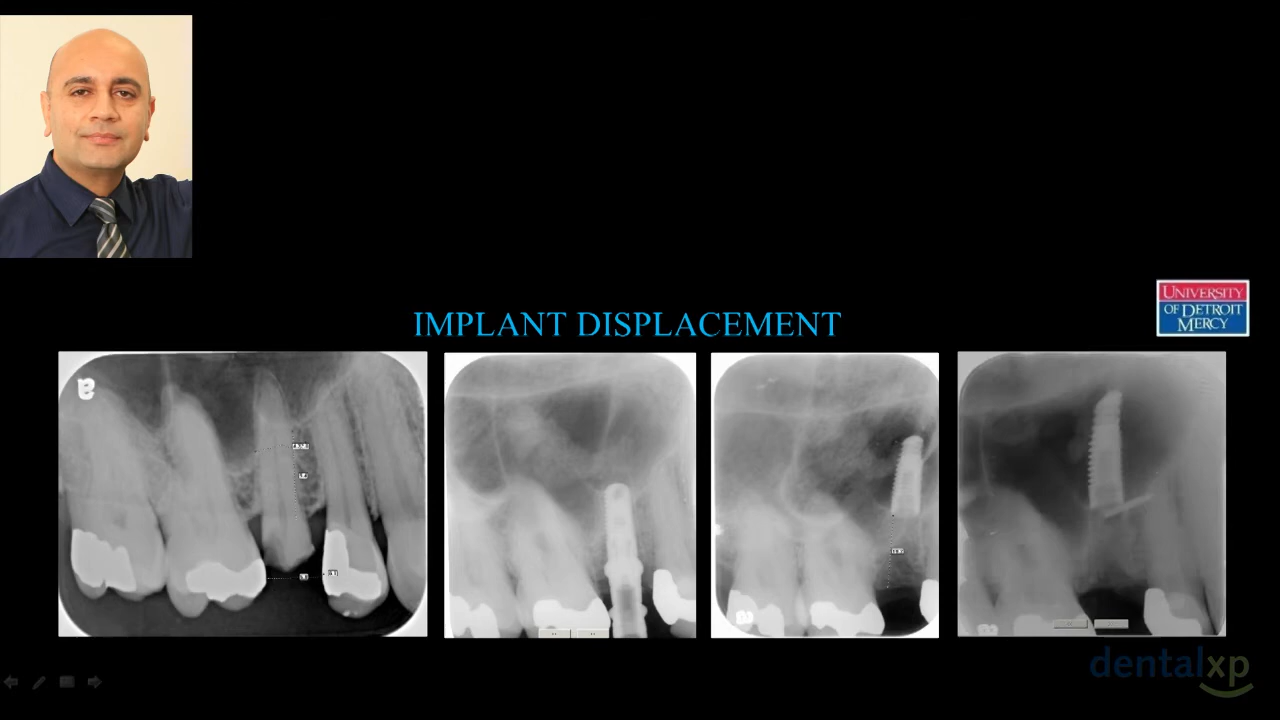 IMPLANT DISPLACEMENT
UNIVERSITY
OF DETROIT
MERCY
a
dentalxp